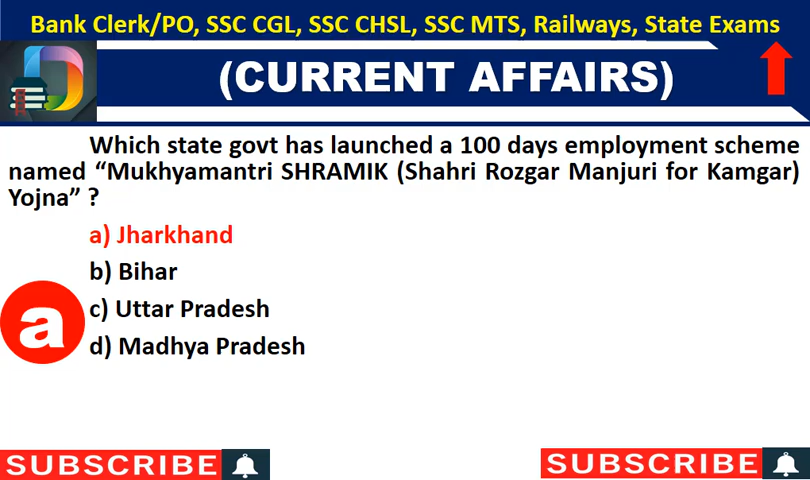 Bank Clerk/PO, SSC CGL, SSC CHSL, SSC MTS, Railways, State Exams
(CURRENT AFFAIRS)
Which state govt has launched a 100 days employment scheme
named “Mukhyamantri SHRAMIK (Shahri Rozgar Manjuri for Kamgar)
Yojna” ?
a) Jharkhand
b) Bihar
c) Uttar Pradesh
d) Madhya Pradesh
a
SUBSCRIBE
SUBSCRIBE